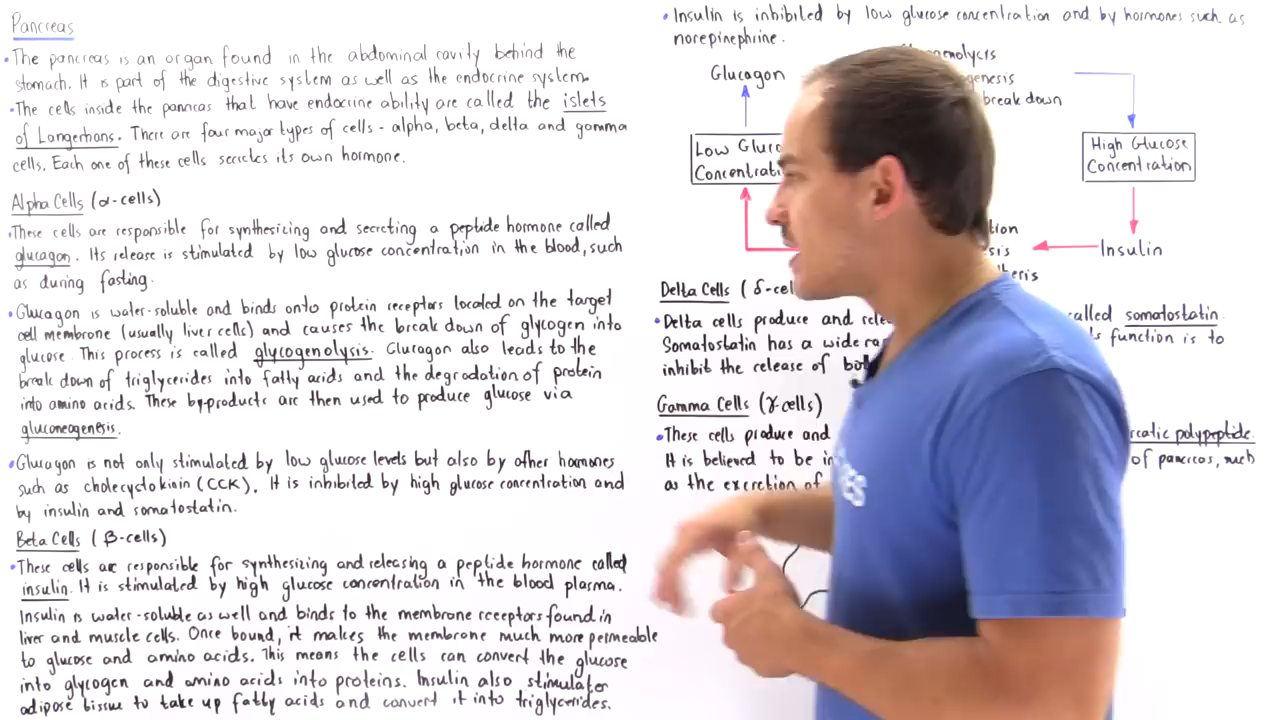 Pancreas
• The pancreas is an organ found in the abdominal cavity behind the
stomach. It is part of the digestive system as well as the endocrine system.
• The cells inside the pancreas that have endocrine ability are called the islets
of Langerhans. There are four major types of cells - alpha, beta, delta and gamma
cells. Each one of these cells secretes its own hormone.
Alpha Cells (α-cells)
• These cells are responsible for synthesizing and secreting a peptide hormone called
glucagon. Its release is stimulated by low glucose concentration in the blood, such
as during fasting.
• Glucagon is water-soluble and binds onto protein receptors located on the target
cell membrane (usually liver cells) and causes the break down of glycogen into
glucose. This process is called glycogenolysis. Glucagon also leads to the
break down of triglycerides into fatty acids and the degradation of protein
into amino acids. These byproducts are then used to produce glucose via
gluconeogenesis.
• Glucagon is not only stimulated by low glucose levels but also by other hormones
such as cholecystokinin (CCK). It is inhibited by high glucose concentration and
by insulin and somatostatin.
Beta Cells (β-cells)
• These cells are responsible for synthesizing and releasing a peptide hormone called
insulin. It is stimulated by high glucose concentration in the blood plasma.
Insulin is water-soluble as well and binds to the membrane receptors found in
liver and muscle cells. Once bound, it makes the membrane much more permeable
to glucose and amino acids. This means the cells can convert the glucose
into glycogen and amino acids into proteins. Insulin also stimulates
adipose tissue to take up fatty acids and convert it into triglycerides.
• Insulin is inhibited by low glucose concentration and by hormones such as
norepinephrine.
Glucagon
break down
Low
High Glucose
Concentration
Insulin
Delta Cells
called somatostatin.
• Delta cells produce and
Somatostatin has a wide
function is to
inhibit the release of
Gamma Cells (γ-cells)
• These cells produce and
polypeptide.
It is believed to be
of pancreas, such
as the excretion of